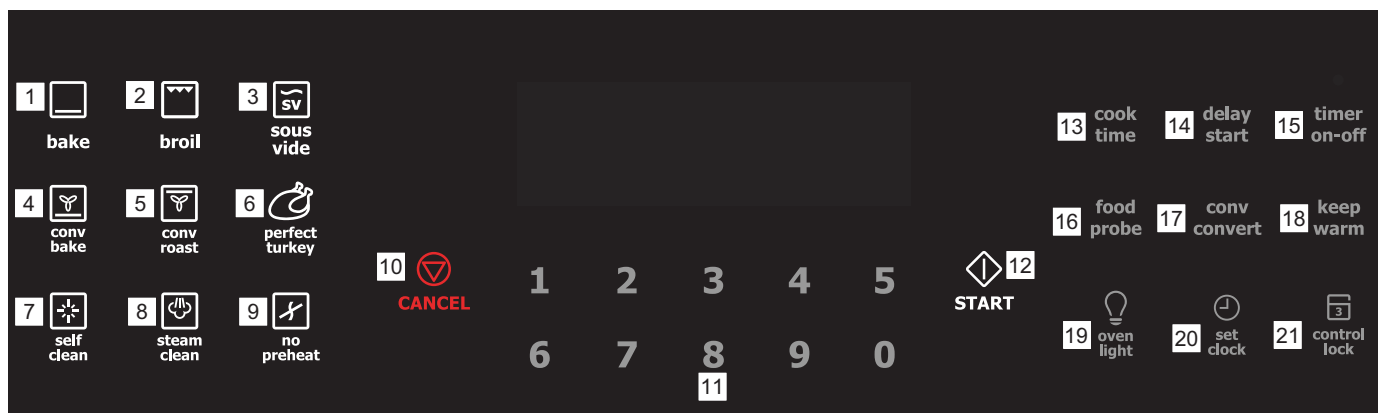 1
bake
2
broil
3
sv
sous
vide
4
conv
bake
5
conv
roast
6
perfect
turkey
7
self
clean
8
steam
clean
9
no
preheat
10
CANCEL
1 2 3 4 5
6 7 8 9 0
11
12
START
13 cook
time
14 delay
start
15 timer
on-off
16 food
probe
17 conv
convert
18 keep
warm
19 oven
light
20 set
clock
3
21 control
lock